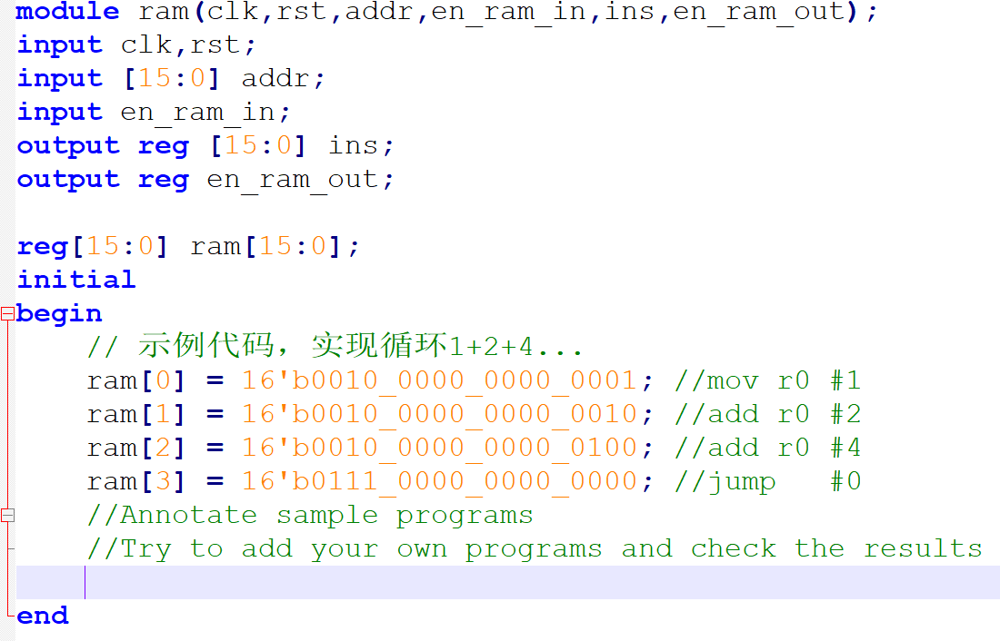 module ram(clk,rst,addr,en_ram_in,ins,en_ram_out);
input clk,rst;
input [15:0] addr;
input en_ram_in;
output reg [15:0] ins;
output reg en_ram_out;
reg[15:0] ram[15:0];
initial
begin
// 示例代码，实现循环1+2+4...
ram[0] = 16'b0010_0000_0000_0001; //mov r0 #1
ram[1] = 16'b0010_0000_0000_0010; //add r0 #2
ram[2] = 16'b0010_0000_0000_0100; //add r0 #4
ram[3] = 16'b0111_0000_0000_0000; //jump   #0
//Annotate sample programs
//Try to add your own programs and check the results
end